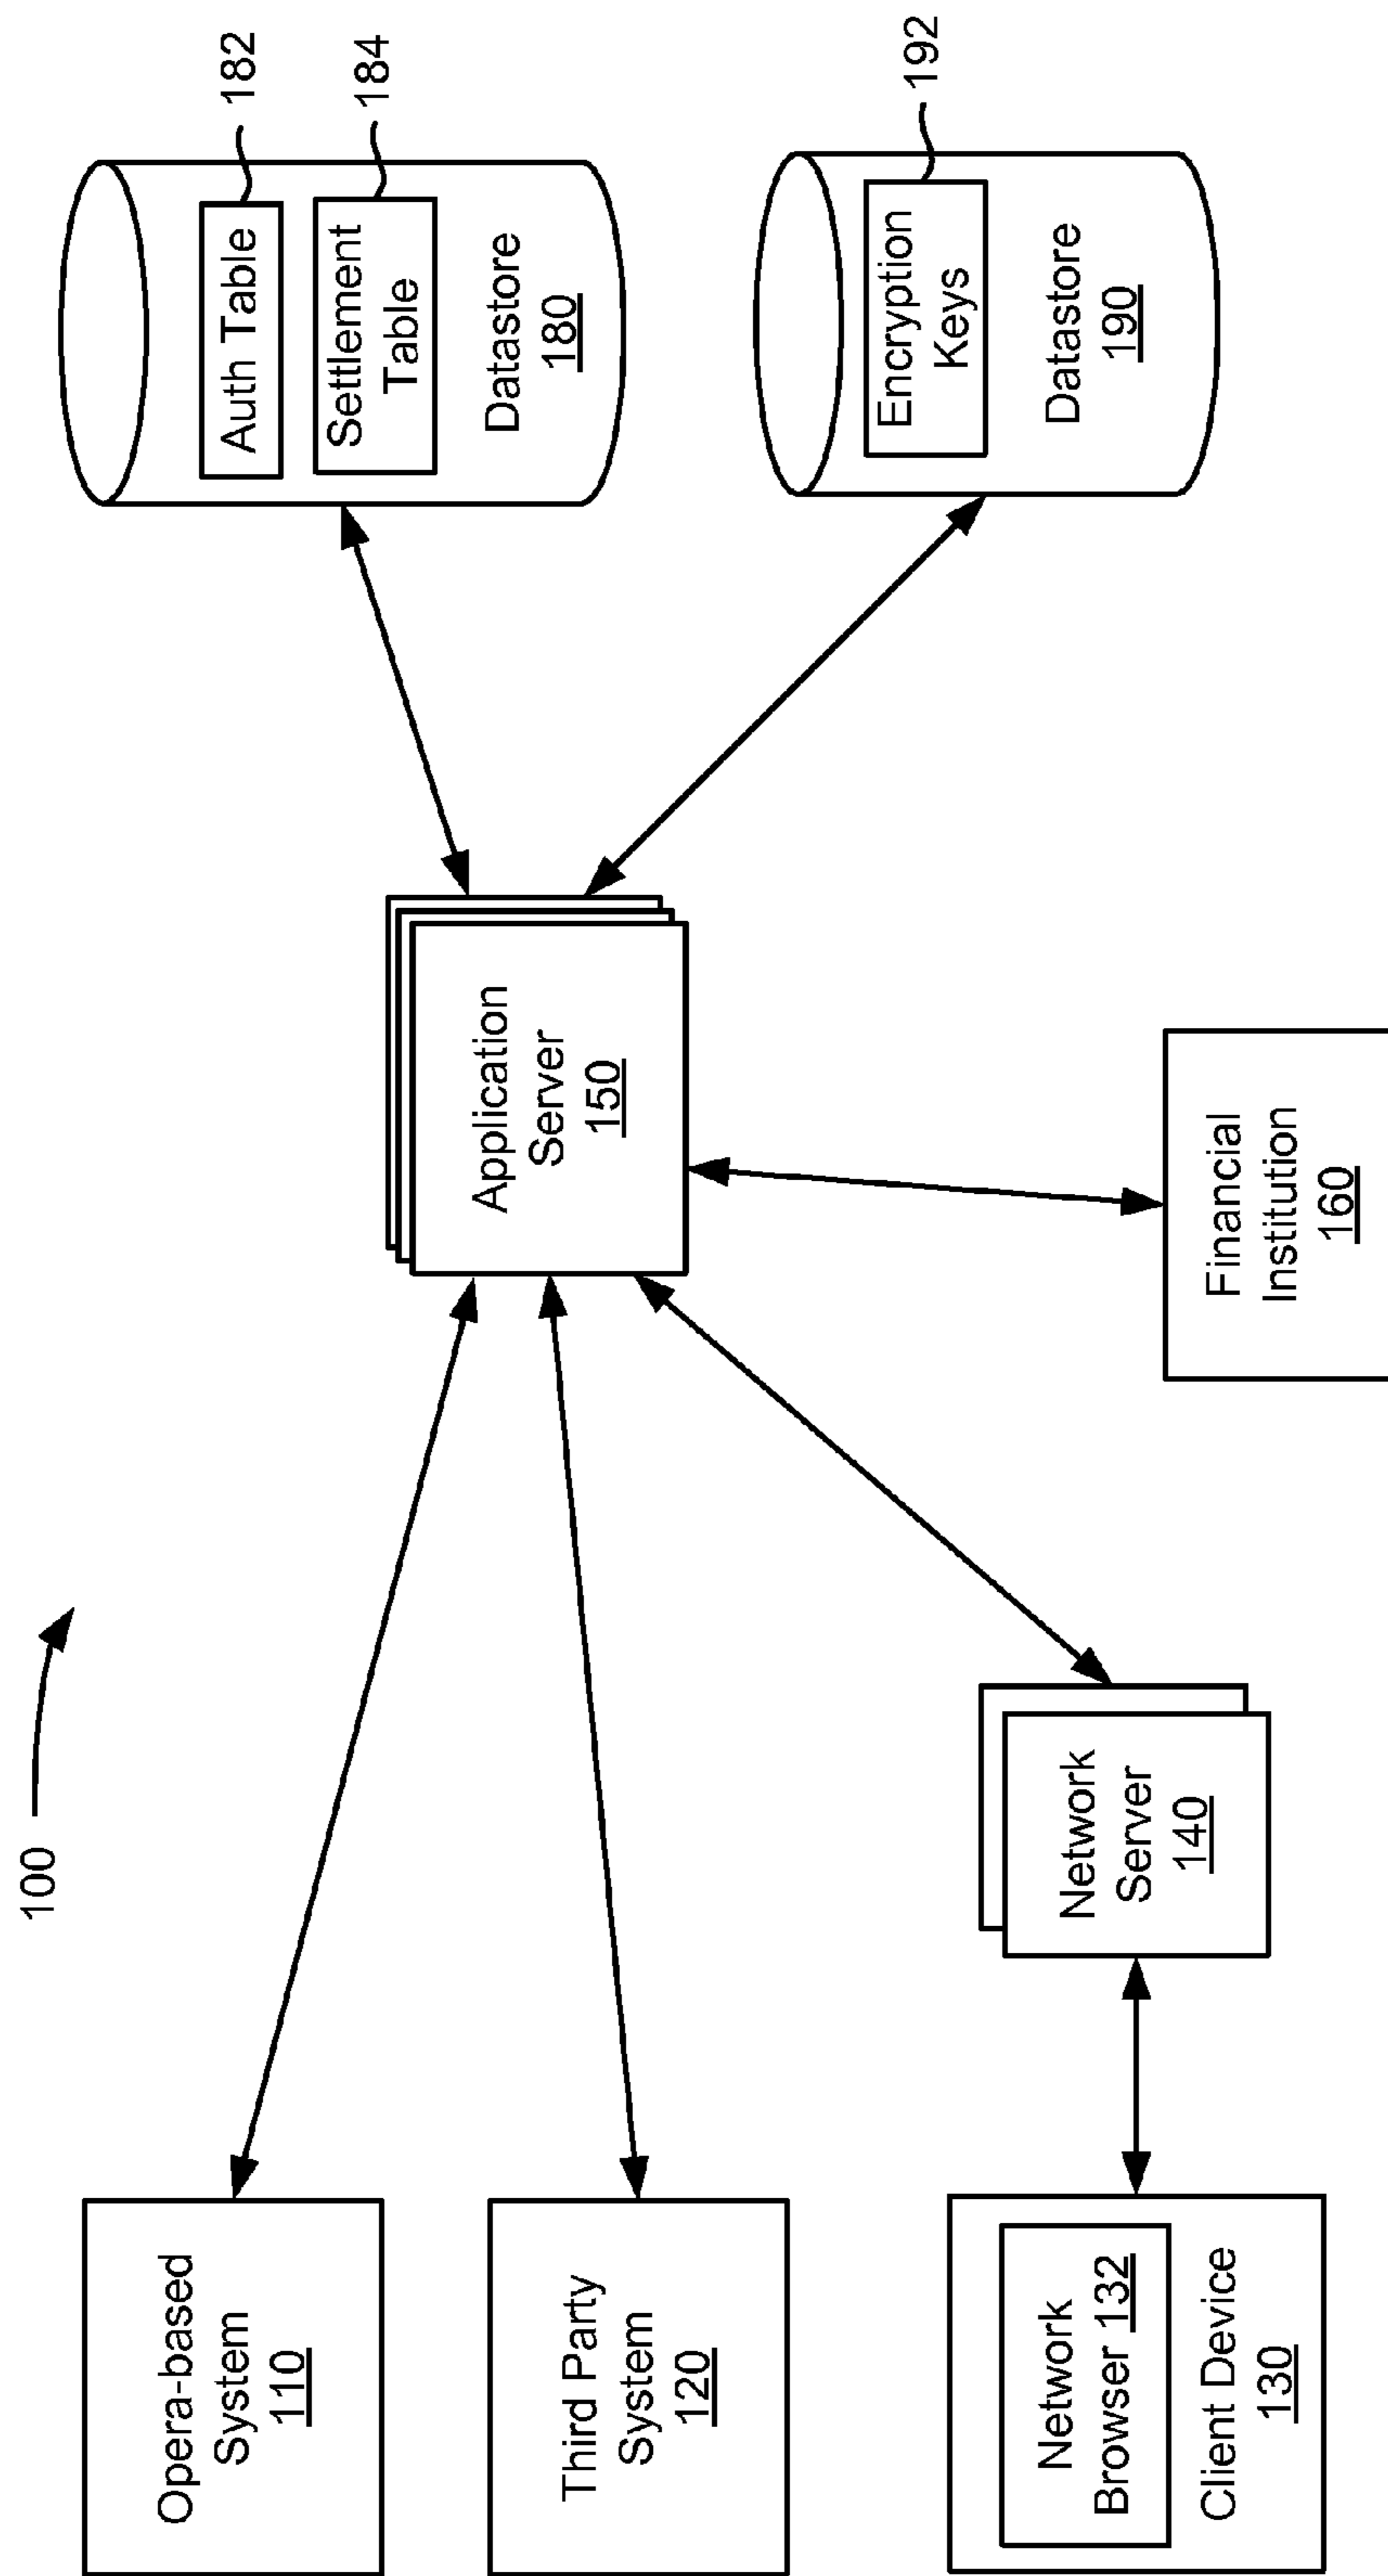 100
Opera-based
System
110
Third Party
System
120
Network
Browser 132
Client Device
130
Network
Server
140
Application
Server
150
Financial
Institution
160
Auth Table
182
Settlement
Table
184
Datastore
180
Encryption
Keys
192
Datastore
190